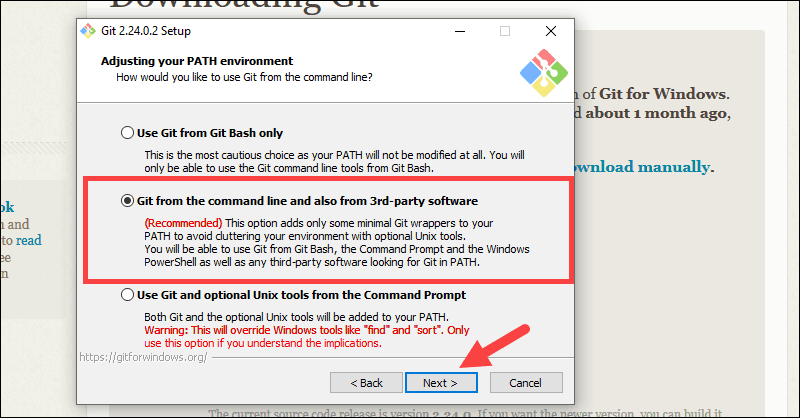 Downloading Git
Git 2.24.0.2 Setup
Adjusting your PATH environment
How would you like to use Git from the command line?
n of Git for Windows.
d about 1 month ago,
ownload manually.
Use Git from Git Bash only
This is the most cautious choice as your PATH will not be modified at all. You will
only be able to use the Git command line tools from Git Bash.
Git from the command line and also from 3rd-party software
(Recommended) This option adds only some minimal Git wrappers to your
PATH to avoid cluttering your environment with optional Unix tools.
You will be able to use Git from Git Bash, the Command Prompt and the Windows
PowerShell as well as any third-party software looking for Git in PATH.
ok
n and
to read
ee
n
Use Git and optional Unix tools from the Command Prompt
Both Git and the optional Unix tools will be added to your PATH.
Warning: This will override Windows tools like "find" and "sort". Only
use this option if you understand the implications.
https://gitforwindows.org/
< Back
Next >
Cancel
The current source code release is version 2.24.0. If you want the newer version, you can build it